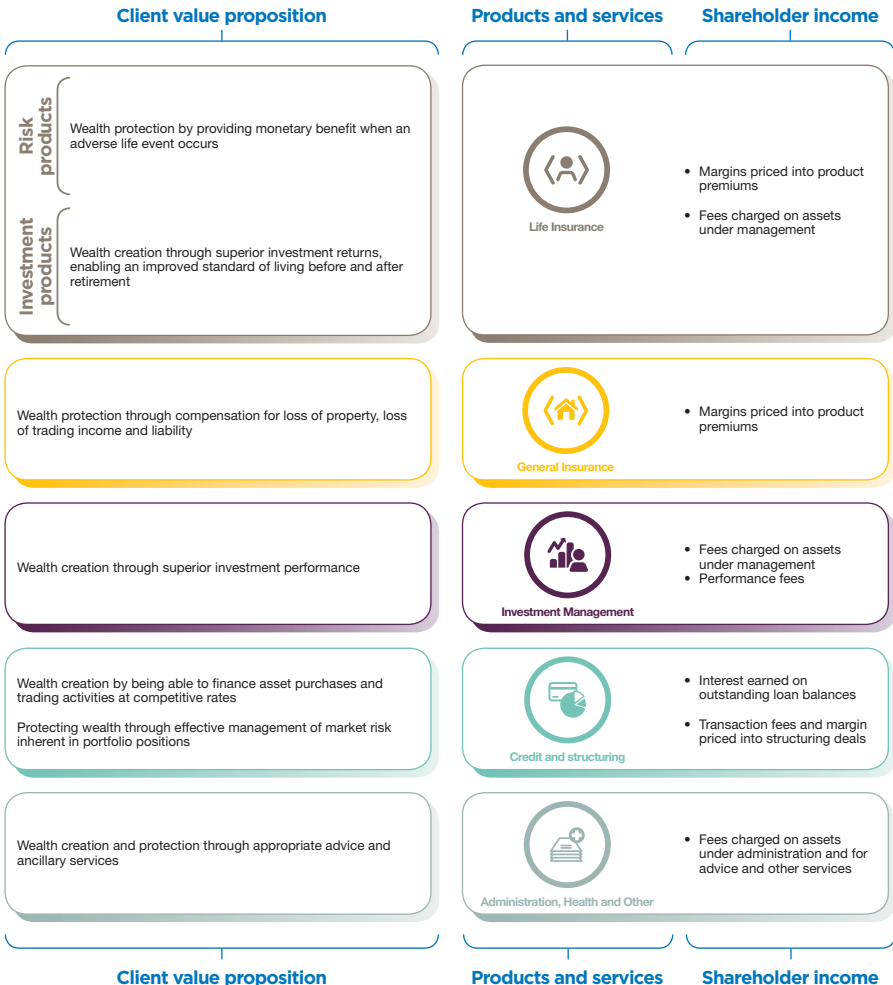 Client value proposition
Products and services
Shareholder income
Risk
products
Wealth protection by providing monetary benefit when an
adverse life event occurs
Investment
products
Wealth creation through superior investment returns,
enabling an improved standard of living before and after
retirement
Life Insurance
• Margins priced into product
premiums
• Fees charged on assets
under management
Wealth protection through compensation for loss of property, loss
of trading income and liability
General Insurance
• Margins priced into product
premiums
Wealth creation through superior investment performance
Investment Management
• Fees charged on assets
under management
• Performance fees
Wealth creation by being able to finance asset purchases and
trading activities at competitive rates
Protecting wealth through effective management of market risk
inherent in portfolio positions
Credit and structuring
• Interest earned on
outstanding loan balances
• Transaction fees and margin
priced into structuring deals
Wealth creation and protection through appropriate advice and
ancillary services
Administration, Health and Other
• Fees charged on assets
under administration and for
advice and other services
Client value proposition
Products and services
Shareholder income